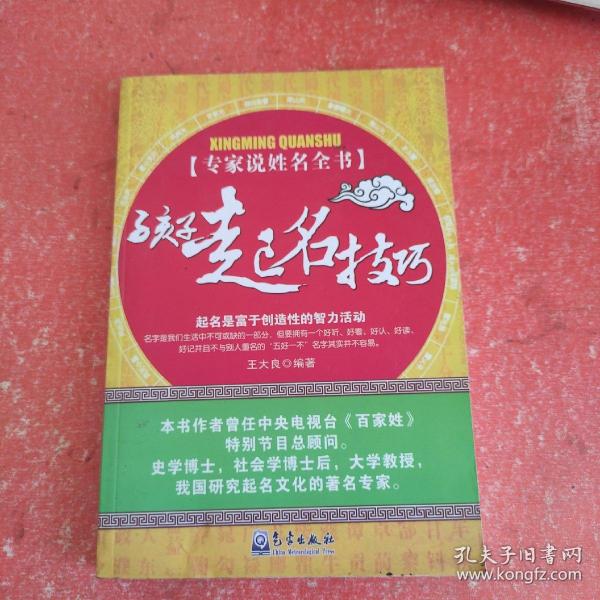 XINGMING QUANSHU
【专家说姓名全书】
孩子起名技巧
起名是富于创造性的智力活动
名字是我们生活中不可或缺的一部分，但要拥有一个好听、好看、好认、好读、
好记并且不与别人重名的“五好一不”名字其实并不容易。
王大良◎编著
本书作者曾任中央电视台《百家姓》
特别节目总顾问。
史学博士，社会学博士后，大学教授，
我国研究起名文化的著名专家。
气象出版社
China Meteorological Press
孔夫子旧书网
www.kongfz.com